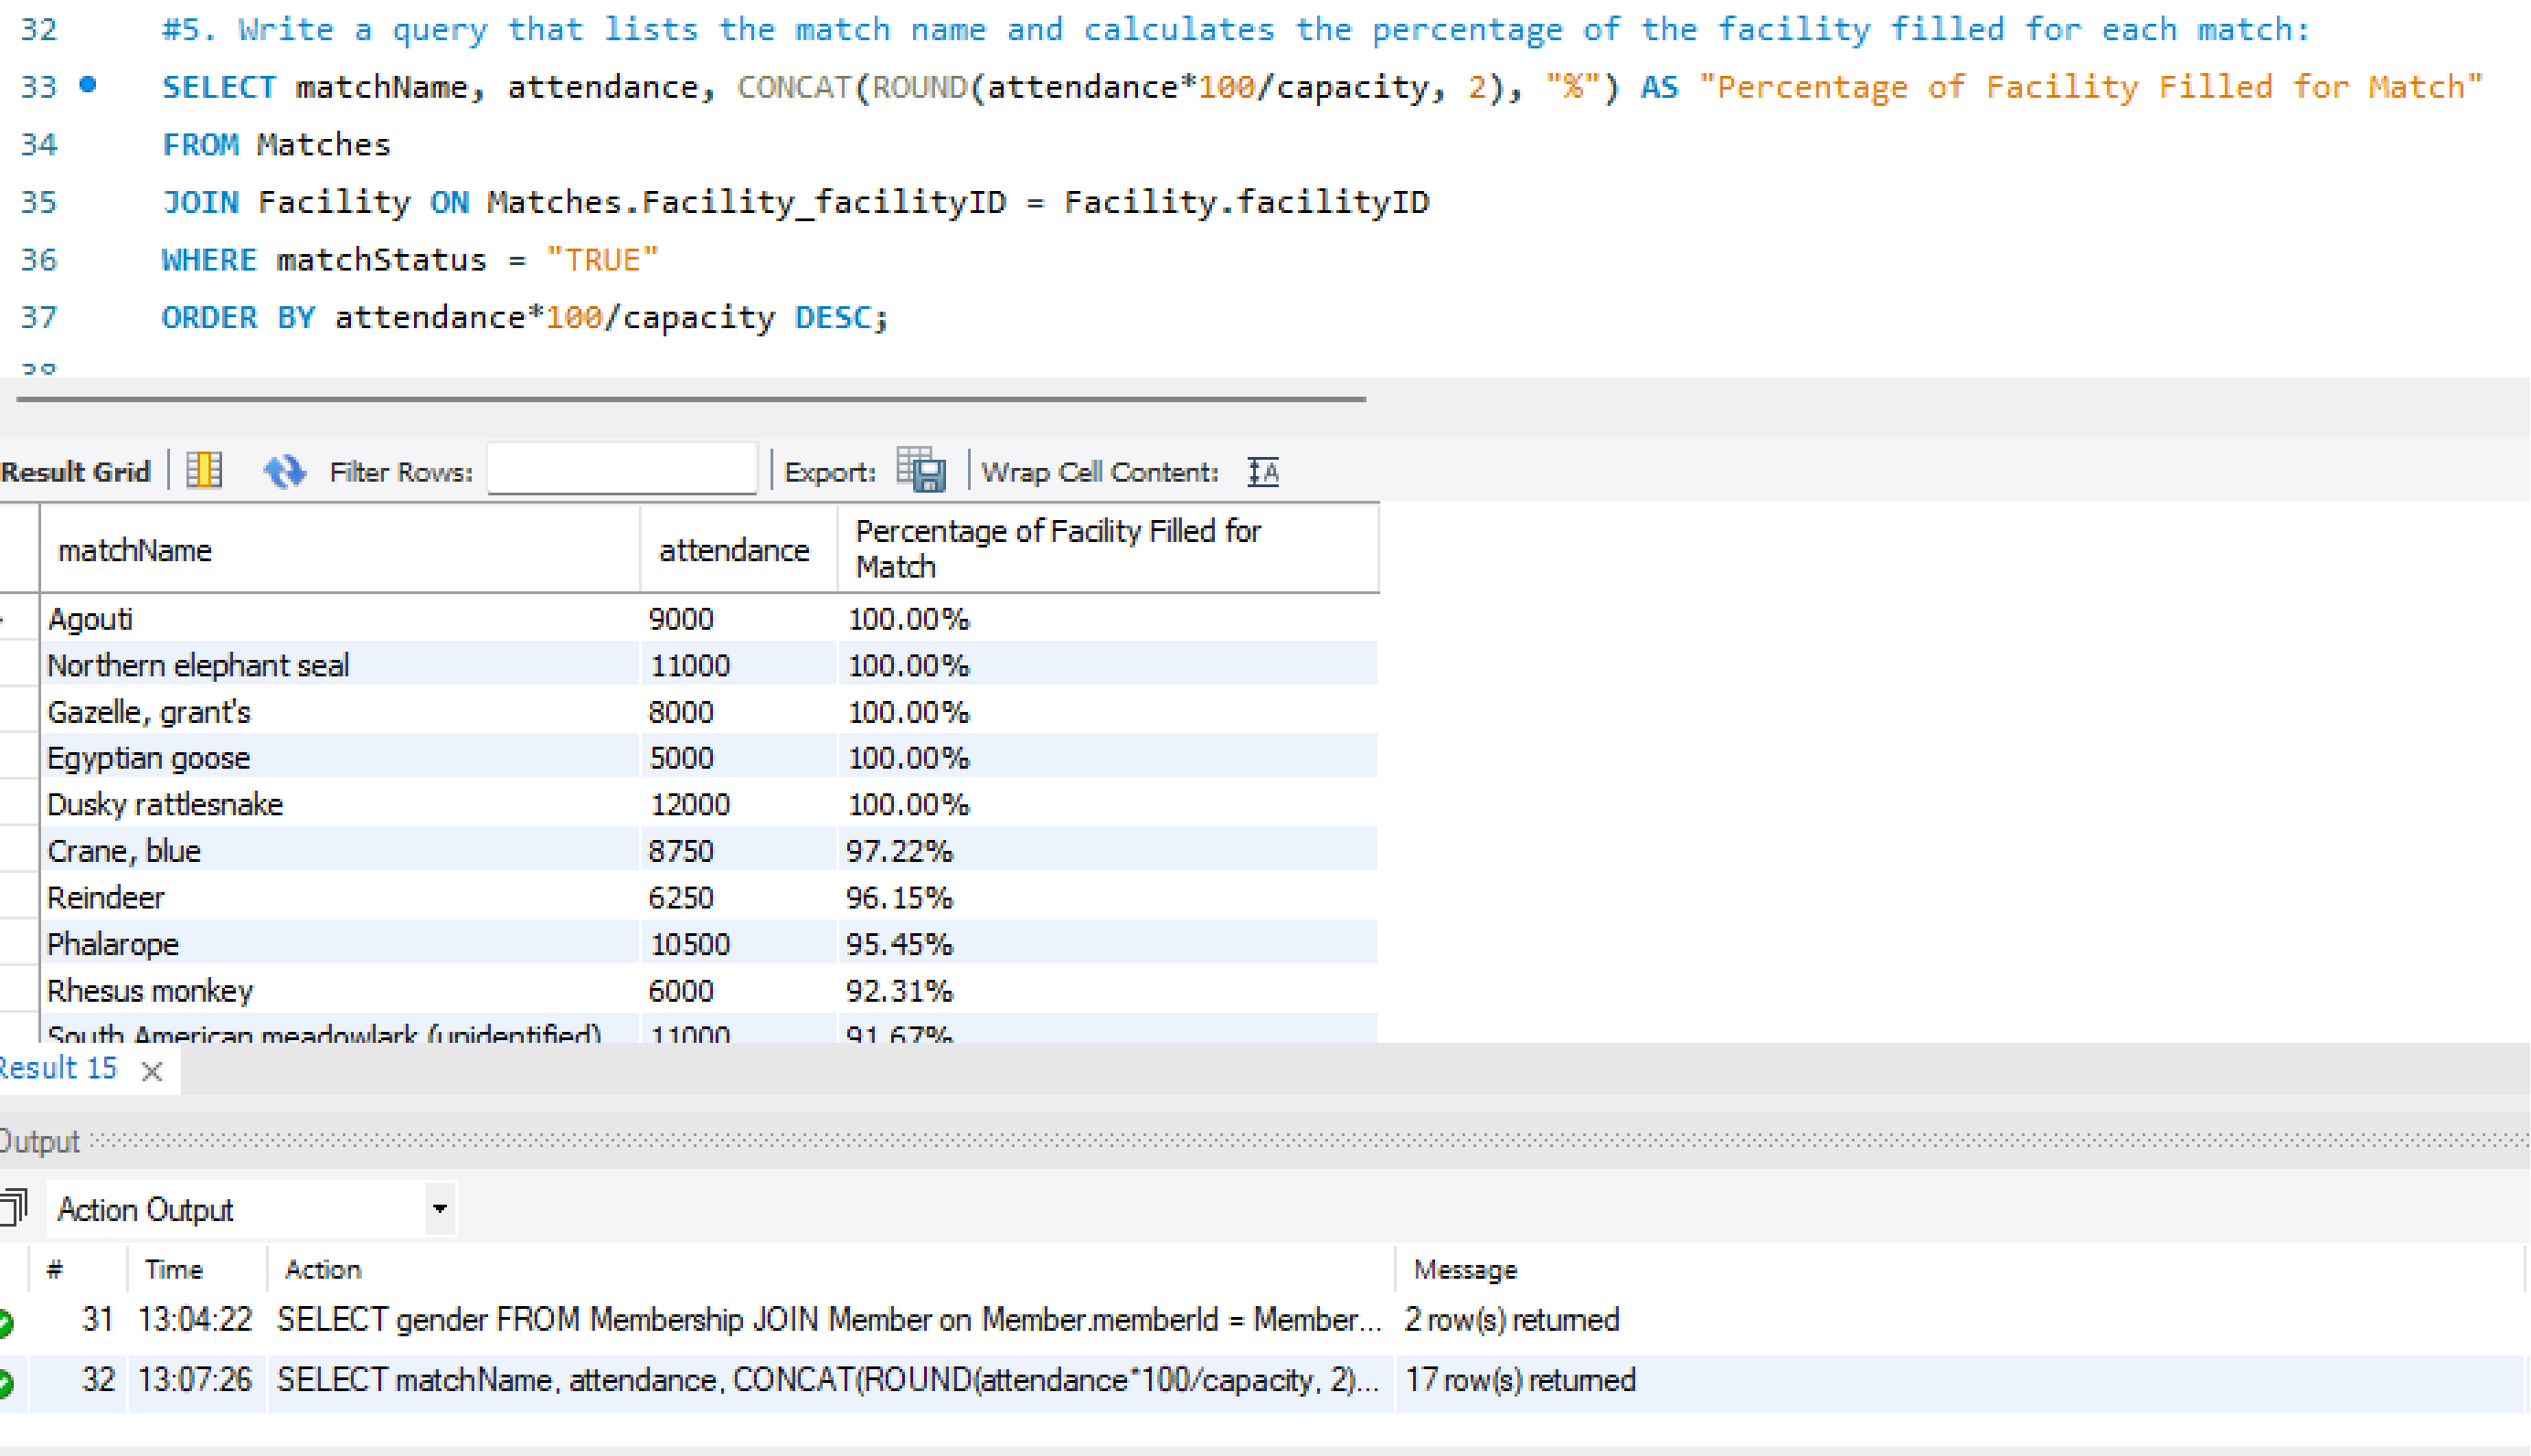 32 #5. Write a query that lists the match name and calculates the percentage of the facility filled for each match:
33 SELECT matchName, attendance, CONCAT(ROUND(attendance*100/capacity, 2), "%") AS "Percentage of Facility Filled for Match"
34 FROM Matches
35 JOIN Facility ON Matches.Facility_facilityID = Facility.facilityID
36 WHERE matchStatus = "TRUE"
37 ORDER BY attendance*100/capacity DESC;
38
Result Grid Filter Rows: Export: Wrap Cell Content:
matchName attendance Percentage of Facility Filled for
Match
Agouti 9000 100.00%
Northern elephant seal 11000 100.00%
Gazelle, grant's 8000 100.00%
Egyptian goose 5000 100.00%
Dusky rattlesnake 12000 100.00%
Crane, blue 8750 97.22%
Reindeer 6250 96.15%
Phalarope 10500 95.45%
Rhesus monkey 6000 92.31%
South American meadowlark (unidentified) 11000 91.67%
Result 15
Output
Action Output
# Time Action Message
31 13:04:22 SELECT gender FROM Membership JOIN Member on Member.memberId = Member... 2 row(s) returned
32 13:07:26 SELECT matchName, attendance, CONCAT(ROUND(attendance*100/capacity, 2)... 17 row(s) returned